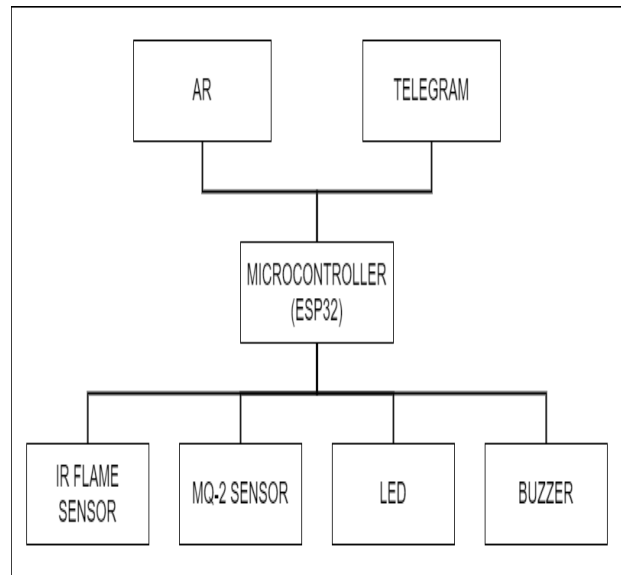 AR
TELEGRAM
MICROCONTROLLER
(ESP32)
IR FLAME
SENSOR
MQ-2 SENSOR
LED
BUZZER